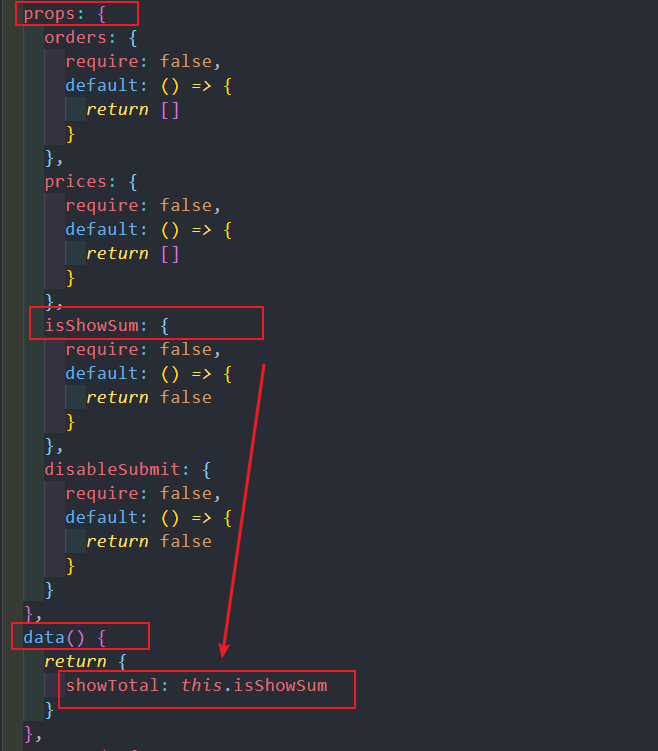 props: {
orders: {
require: false,
default: () => {
return []
}
},
prices: {
require: false,
default: () => {
return []
}
},
isShowSum: {
require: false,
default: () => {
return false
}
},
disableSubmit: {
require: false,
default: () => {
return false
}
}
},
data() {
return {
showTotal: this.isShowSum
}
},